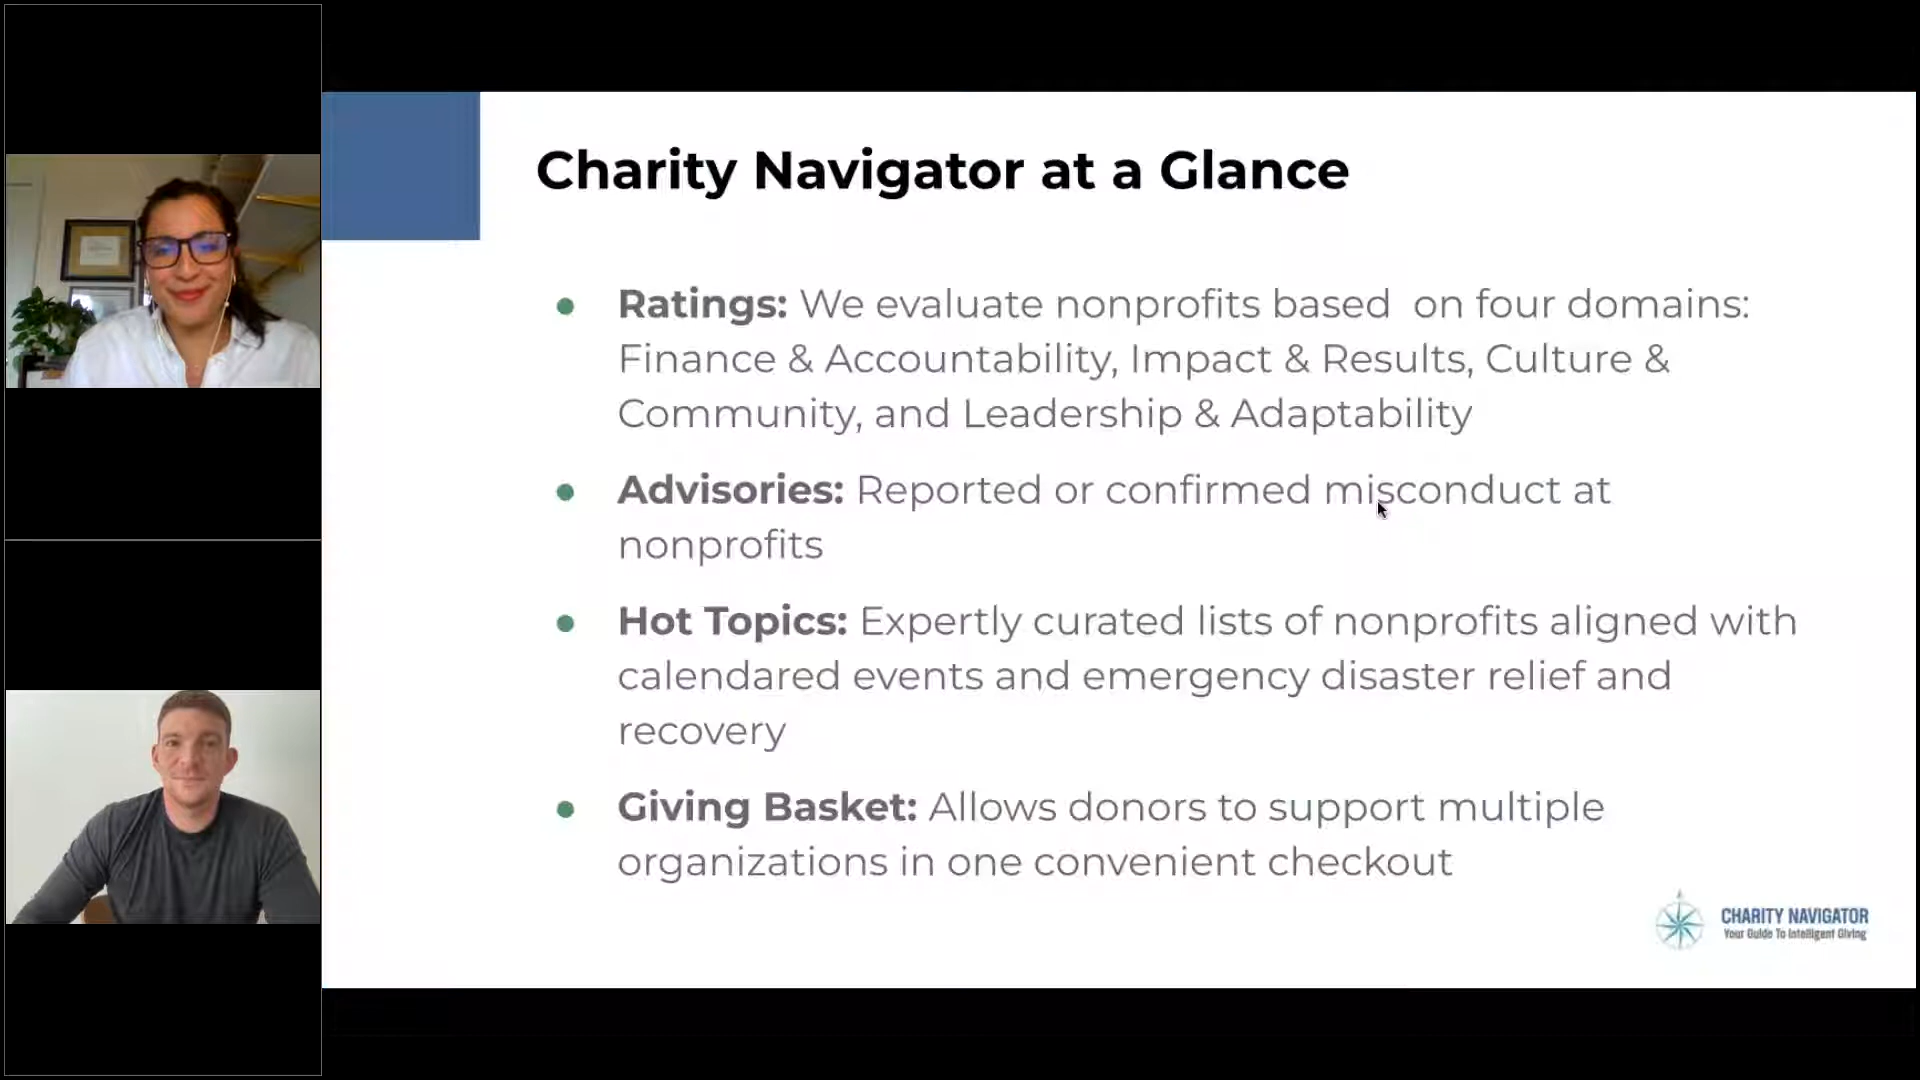 Charity Navigator at a Glance
Ratings: We evaluate nonprofits based  on four domains:
Finance & Accountability, Impact & Results, Culture &
Community, and Leadership & Adaptability
Advisories: Reported or confirmed misconduct at
nonprofits
Hot Topics: Expertly curated lists of nonprofits aligned with
calendared events and emergency disaster relief and
recovery
Giving Basket: Allows donors to support multiple
organizations in one convenient checkout
CHARITY NAVIGATOR
Your Guide To Intelligent Giving